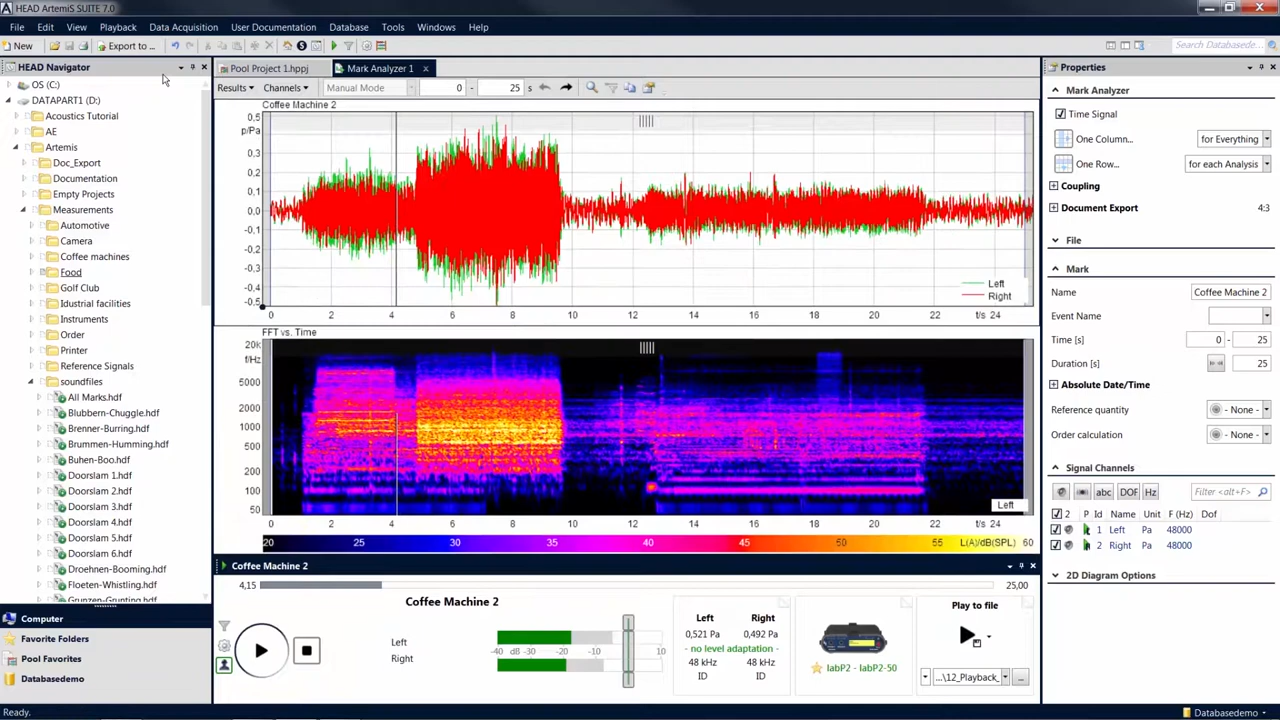 HEAD ArtemiS SUITE 7.0
File Edit View Playback Data Acquisition User Documentation Database Tools Windows Help
New Export to ... Search Databasedemo
HEAD Navigator
OS (C:)
DATAPART1 (D:)
Acoustics Tutorial
AE
Artemis
Doc_Export
Documentation
Empty Projects
Measurements
Automotive
Camera
Coffee machines
Food
Golf Club
Idustrial facilities
Instruments
Order
Printer
Reference Signals
soundfiles
All Marks.hdf
Blubbern-Chuggle.hdf
Brenner-Burring.hdf
Brummen-Humming.hdf
Buhen-Boo.hdf
Doorslam 1.hdf
Doorslam 2.hdf
Doorslam 3.hdf
Doorslam 4.hdf
Doorslam 5.hdf
Doorslam 6.hdf
Droehnen-Booming.hdf
Floeten-Whistling.hdf
Grunzen-Grunting.hdf
Computer
Favorite Folders
Pool Favorites
Databasedemo
Pool Project 1.hppj Mark Analyzer 1
Results Channels Manual Mode 0 - 25 s
Coffee Machine 2
0,5
p/Pa
0,3
0,2
0,1
0,0
-0,1
-0,2
-0,3
-0,4
-0,5
Left
Right
0 2 4 6 8 10 12 14 16 18 20 22 t/s 24
FFT vs. Time
20k
f/Hz
5000
2000
1000
500
200
100
50
Left
0 2 4 6 8 10 12 14 16 18 20 22 t/s 24
20 25 30 35 40 45 50 55 L(A)/dB(SPL) 60
Coffee Machine 2
4,15 25,00
Coffee Machine 2
Left
Right
-40 dB -30 -20 -10 0 10
Left Right
0,521 Pa 0,492 Pa
- no level adaptation -
48 kHz 48 kHz
ID ID
labP2 - labP2-50
Play to file
...\12_Playback_ ...
Properties
Mark Analyzer
Time Signal
One Column... for Everything
One Row... for each Analysis
Coupling
Document Export 4:3
File
Mark
Name Coffee Machine 2
Event Name
Time [s] 0 - 25
Duration [s] 25
Absolute Date/Time
Reference quantity - None -
Order calculation - None -
Signal Channels
abc DOF Hz Filter <alt+F>
2 P Id Name Unit F (Hz) Dof
1 Left Pa 48000
2 Right Pa 48000
2D Diagram Options
Databasedemo